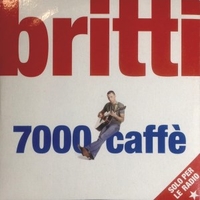 britti
7000 caffè
SOLO PER
LE RADIO